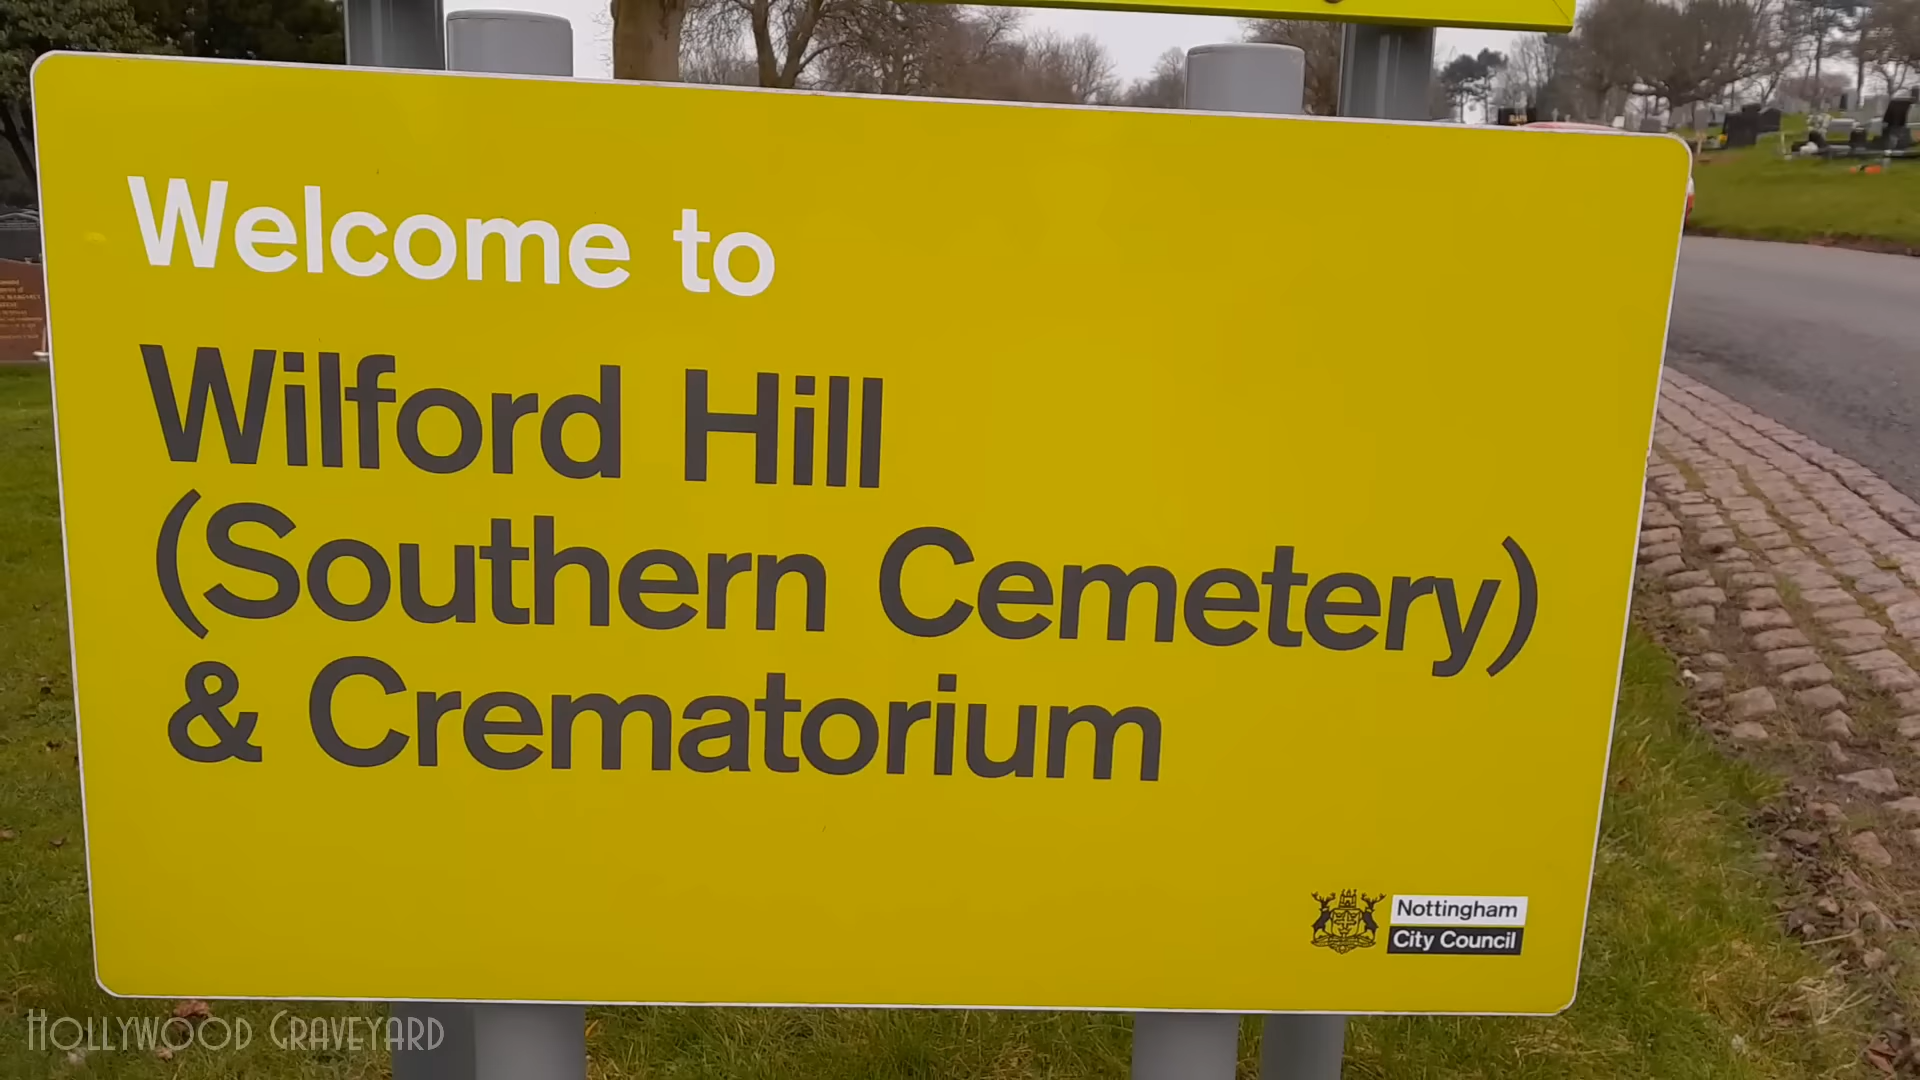 Welcome to
Wilford Hill
(Southern Cemetery)
& Crematorium
Nottingham
City Council
Hollywood Graveyard